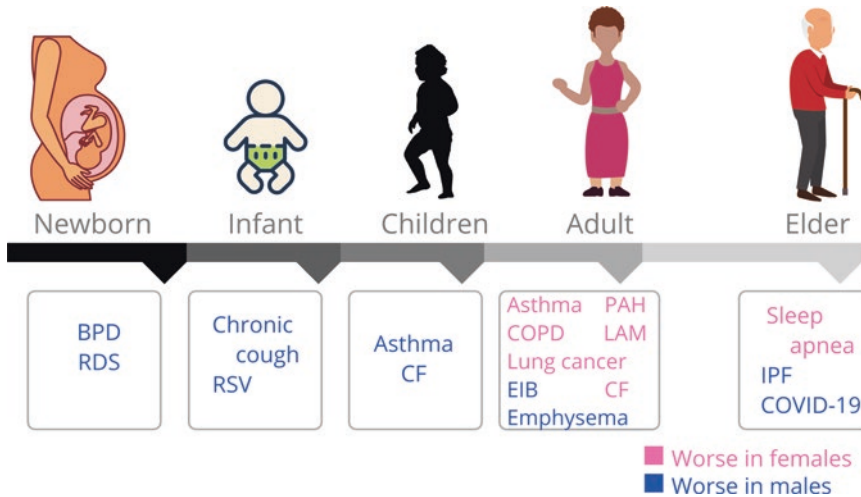 Newborn
Infant
Children
Adult
Elder
BPD
RDS
Chronic
cough
RSV
Asthma
CF
Asthma PAH
COPD LAM
Lung cancer
EIB CF
Emphysema
Sleep
apnea
IPF
COVID-19
Worse in females
Worse in males